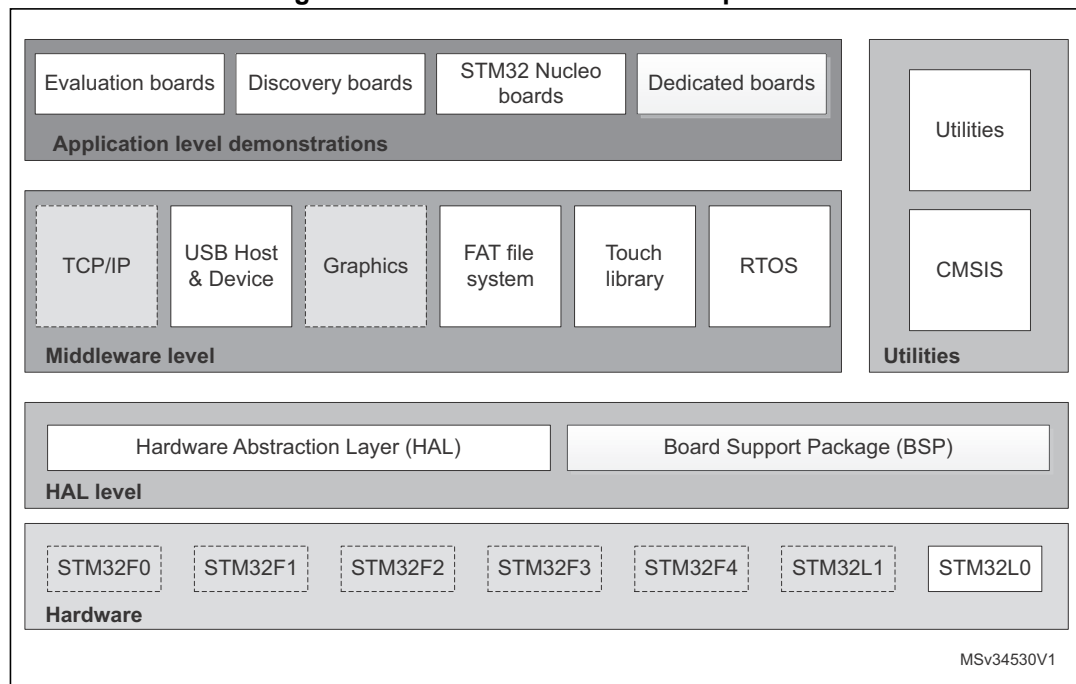 Evaluation boards
Discovery boards
STM32 Nucleo
boards
Dedicated boards
Application level demonstrations
Utilities
CMSIS
Utilities
TCP/IP
USB Host
& Device
Graphics
FAT file
system
Touch
library
RTOS
Middleware level
Hardware Abstraction Layer (HAL)
Board Support Package (BSP)
HAL level
STM32F0
STM32F1
STM32F2
STM32F3
STM32F4
STM32L1
STM32L0
Hardware
MSv34530V1